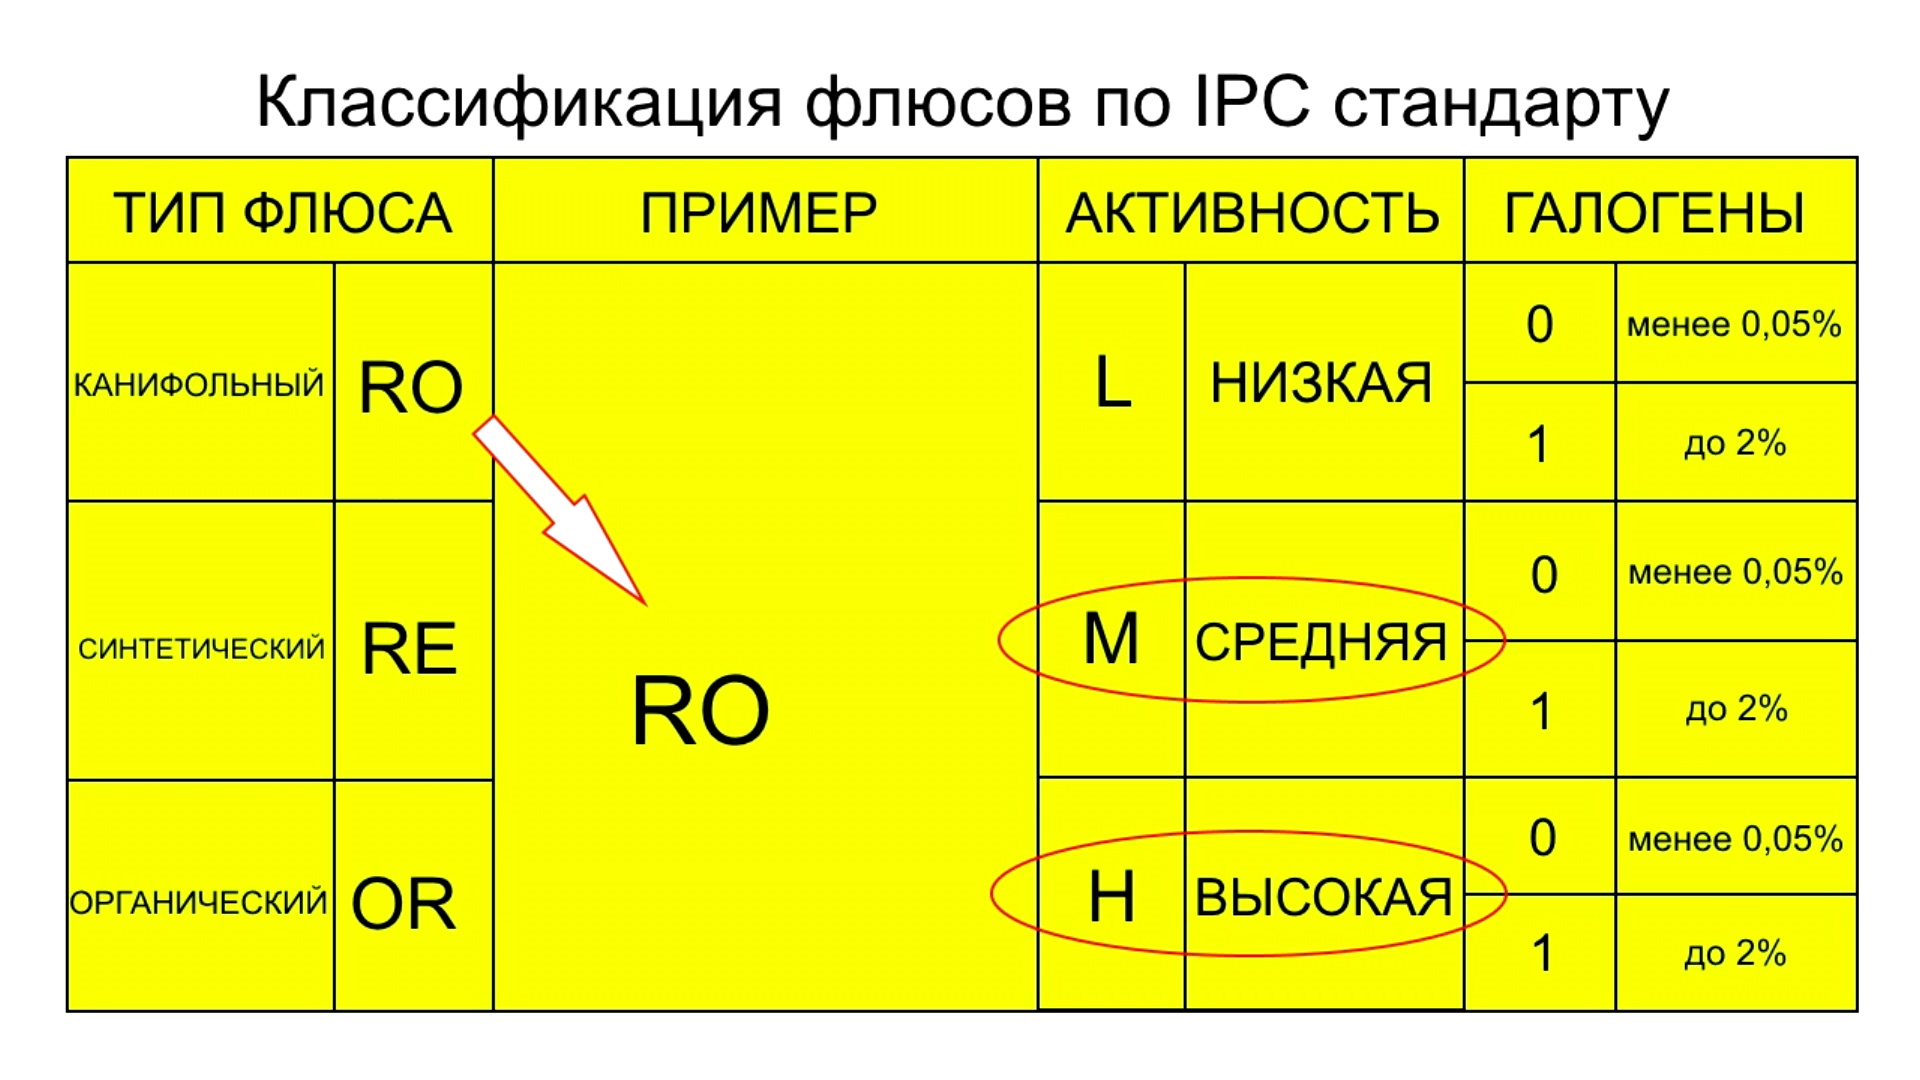 Классификация флюсов по IPC стандарту
ТИП ФЛЮСА
ПРИМЕР
АКТИВНОСТЬ
ГАЛОГЕНЫ
КАНИФОЛЬНЫЙ
RO
L
НИЗКАЯ
0
менее 0,05%
1
до 2%
СИНТЕТИЧЕСКИЙ
RE
RO
M
СРЕДНЯЯ
0
менее 0,05%
1
до 2%
ОРГАНИЧЕСКИЙ
OR
H
ВЫСОКАЯ
0
менее 0,05%
1
до 2%